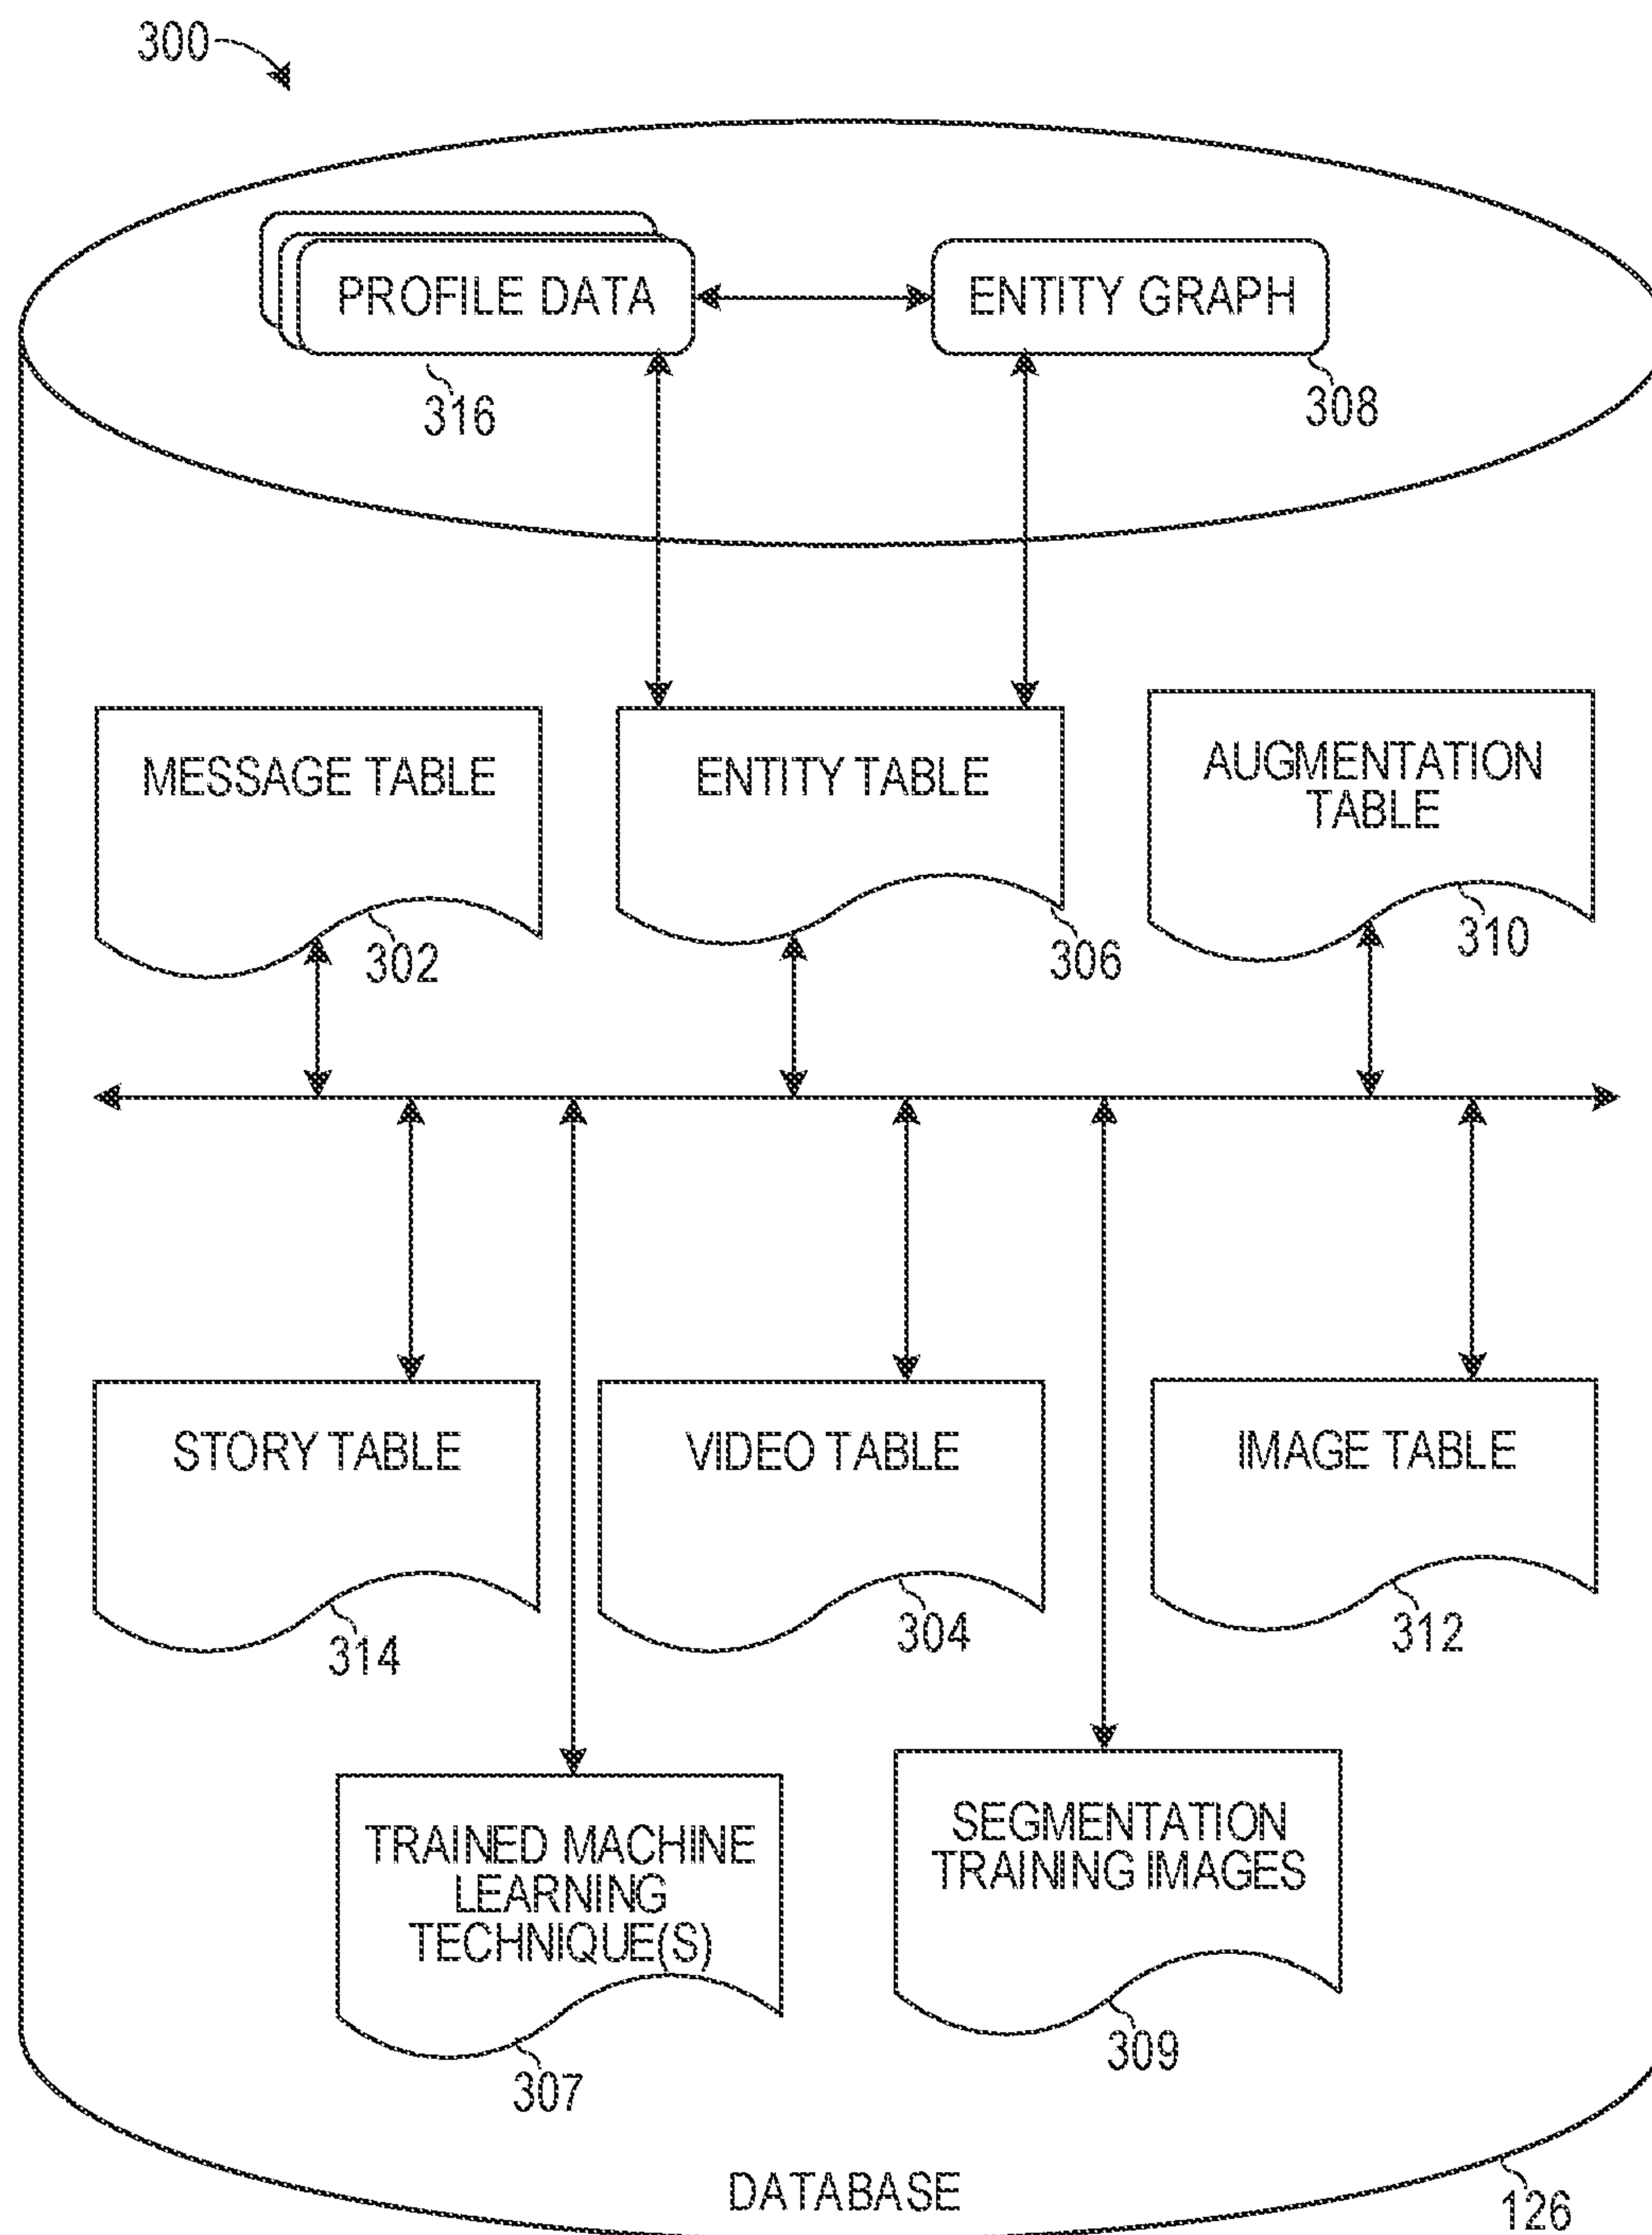 300
PROFILE DATA
ENTITY GRAPH
316
308
MESSAGE TABLE
ENTITY TABLE
AUGMENTATION
TABLE
302
306
310
STORY TABLE
VIDEO TABLE
IMAGE TABLE
314
304
312
TRAINED MACHINE
LEARNING
TECHNIQUE(S)
SEGMENTATION
TRAINING IMAGES
307
309
DATABASE
126